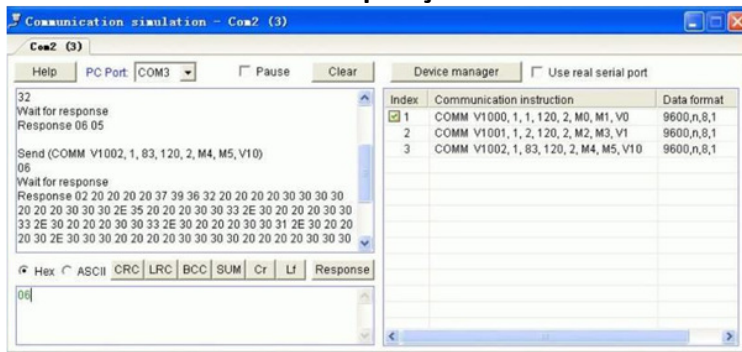 Communication simulation - Com2 (3)
Com2 (3)
Help PC Port: COM3 Pause Clear Device manager Use real serial port
32
Wait for response
Response 06 05
Send (COMM V1002, 1, 83, 120, 2, M4, M5, V10)
06
Wait for response
Response 02 20 20 20 20 37 39 36 32 20 20 20 20 30 30 30 30
20 20 20 30 30 30 2E 35 20 20 20 30 30 33 2E 30 20 20 20 30 30
33 2E 30 20 20 20 30 30 33 2E 30 20 20 20 30 30 31 2E 30 20 20
20 30 2E 30 30 30 20 20 20 20 30 30 30 30 20 20 20 20 30 30 30
Index Communication instruction Data format
1 COMM V1000, 1, 1, 120, 2, M0, M1, V0 9600,n,8,1
2 COMM V1001, 1, 2, 120, 2, M2, M3, V1 9600,n,8,1
3 COMM V1002, 1, 83, 120, 2, M4, M5, V10 9600,n,8,1
Hex ASCII CRC LRC BCC SUM Cr Lf Response
06